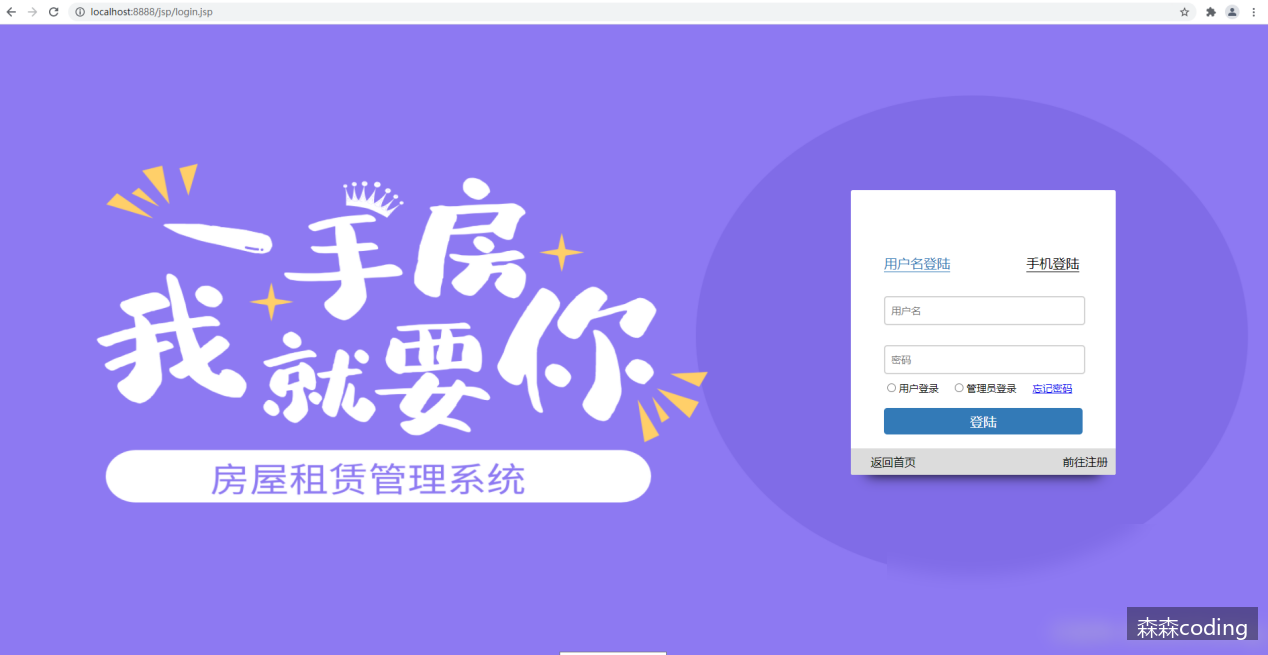 localhost:8888/jsp/login.jsp
一手房
我就要你
房屋租赁管理系统
用户名登陆 手机登陆
用户名
密码
用户登录 管理员登录 忘记密码
登陆
返回首页 前往注册
森森coding